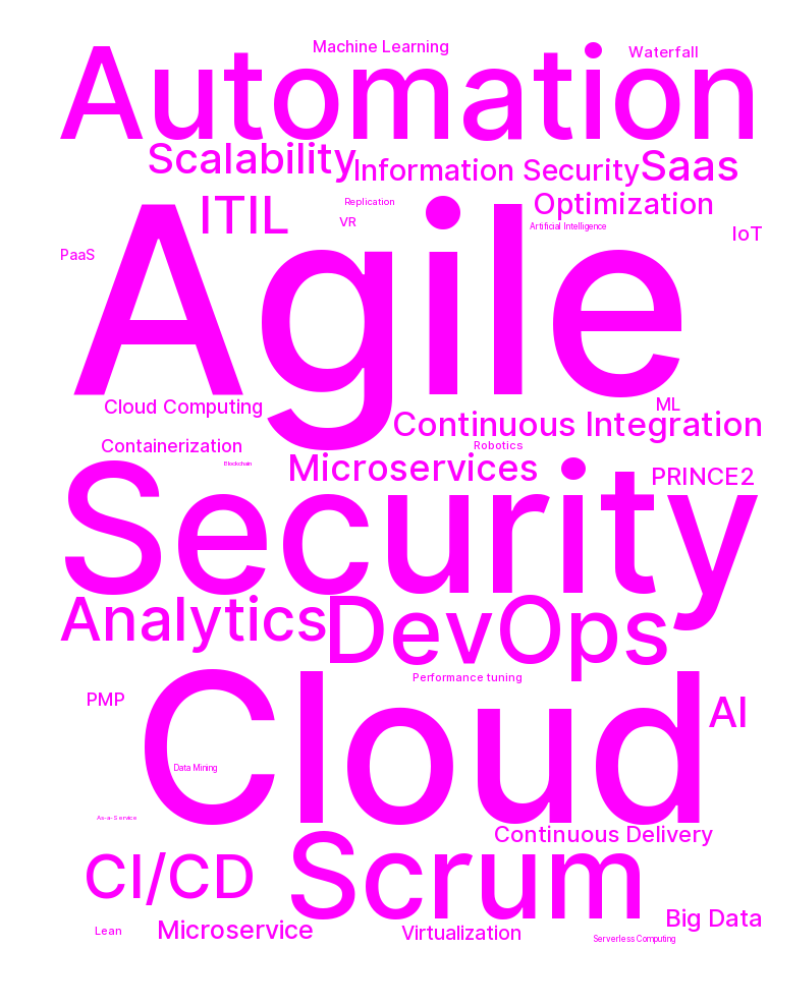 Machine Learning
Waterfall
Automation
Scalability
Information Security
Saas
ITIL
Replication
VR
Optimization
Artificial Intelligence
IoT
PaaS
Agile
Cloud Computing
ML
Continuous Integration
Containerization
Robotics
Blockchain
Microservices
PRINCE2
Security
Analytics
DevOps
Performance tuning
PMP
AI
Cloud
Data Mining
As-a-Service
Continuous Delivery
CI/CD
Scrum
Big Data
Lean
Microservice
Virtualization
Serverless Computing